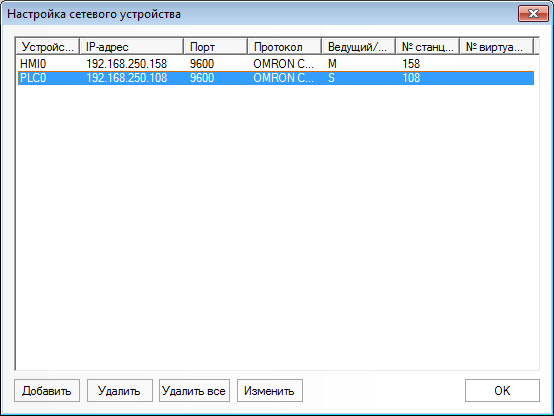 Настройка сетевого устройства
Устройс... IP-адрес Порт Протокол Ведущий/... № станц... № виртуа...
HMI0 192.168.250.158 9600 OMRON C... M 158
PLC0 192.168.250.108 9600 OMRON C... S 108
Добавить Удалить Удалить все Изменить OK